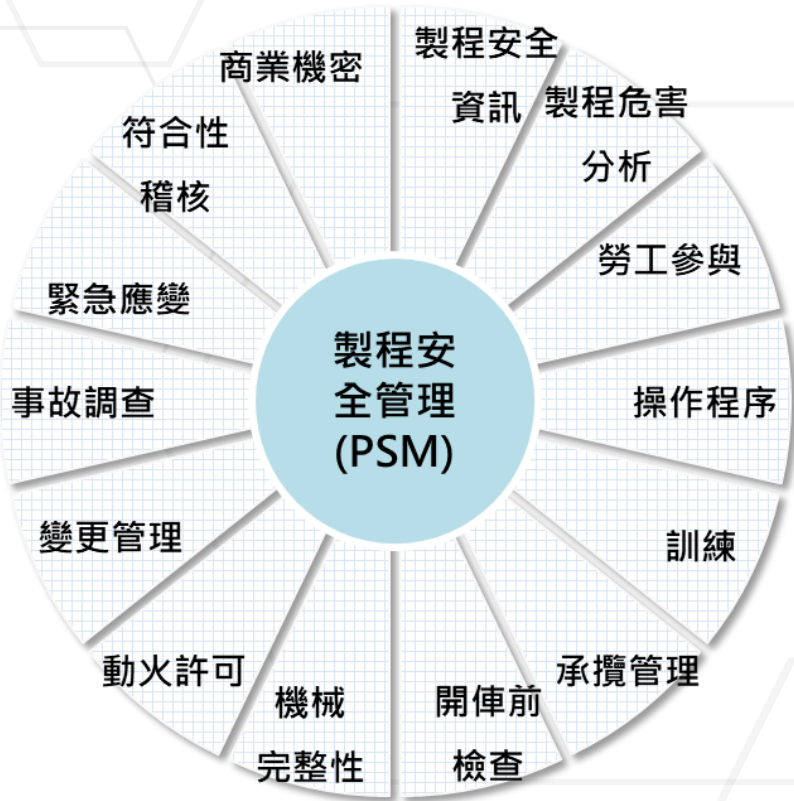 製程安全
資訊
製程危害
分析
勞工參與
操作程序
訓練
承攬管理
開俥前
檢查
機械
完整性
動火許可
變更管理
事故調查
緊急應變
符合性
稽核
商業機密
製程安
全管理
(PSM)